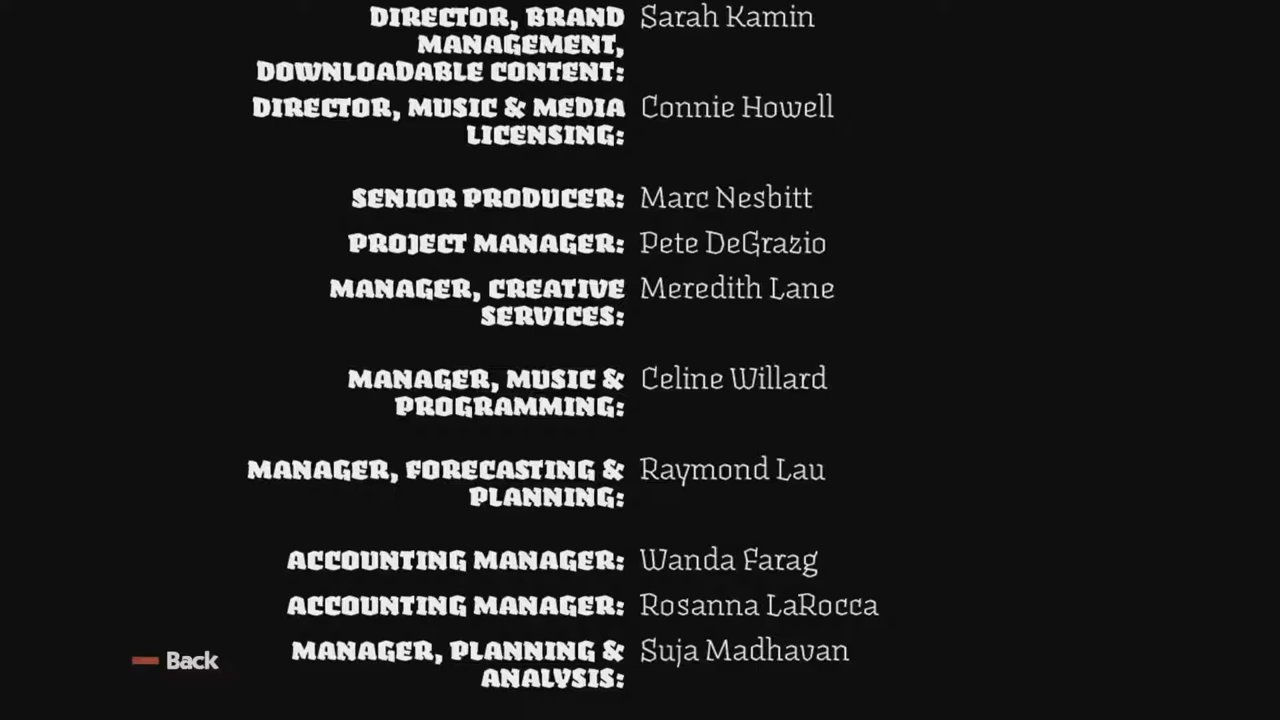 DIRECTOR, BRAND Sarah Kamin
MANAGEMENT,
DOWNLOADABLE CONTENT:
DIRECTOR, MUSIC & MEDIA Connie Howell
LICENSING:
SENIOR PRODUCER: Marc Nesbitt
PROJECT MANAGER: Pete DeGrazio
MANAGER, CREATIVE Meredith Lane
SERVICES:
MANAGER, MUSIC & Celine Willard
PROGRAMMING:
MANAGER, FORECASTING & Raymond Lau
PLANNING:
ACCOUNTING MANAGER: Wanda Farag
ACCOUNTING MANAGER: Rosanna LaRocca
MANAGER, PLANNING & Suja Madhavan
ANALYSIS:
Back